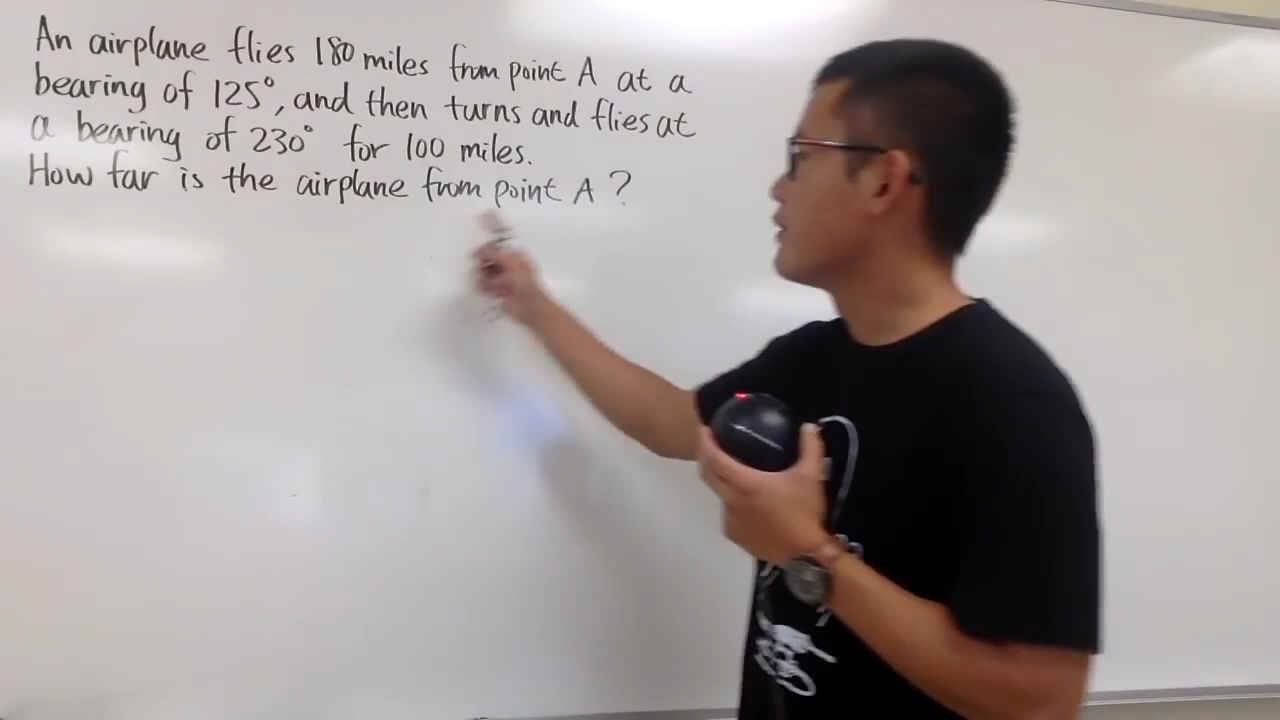 An airplane flies 180 miles from point A at a
bearing of 125°, and then turns and flies at
a bearing of 230° for 100 miles.
How far is the airplane from point A?